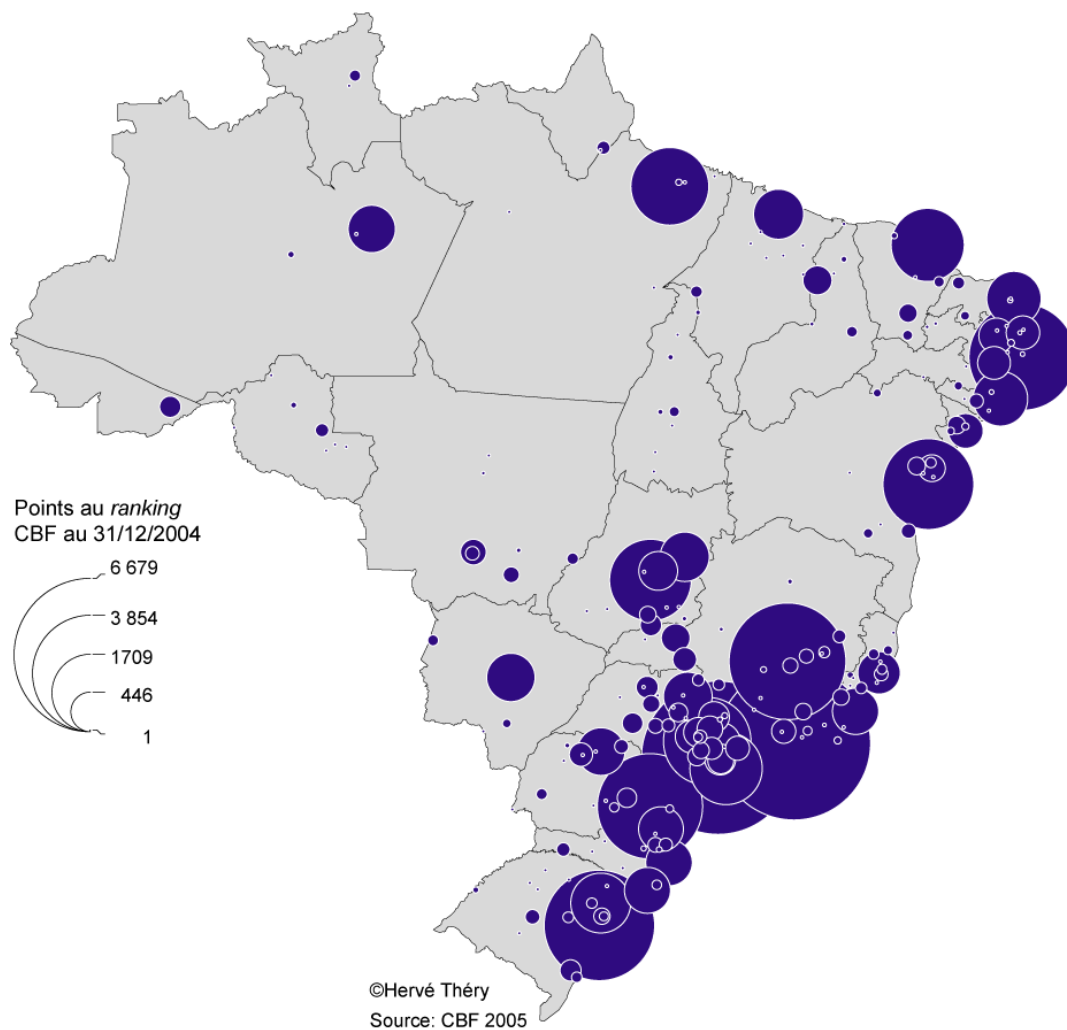 Points au ranking
CBF au 31/12/2004
6 679
3 854
1709
446
1
©Hervé Théry
Source: CBF 2005